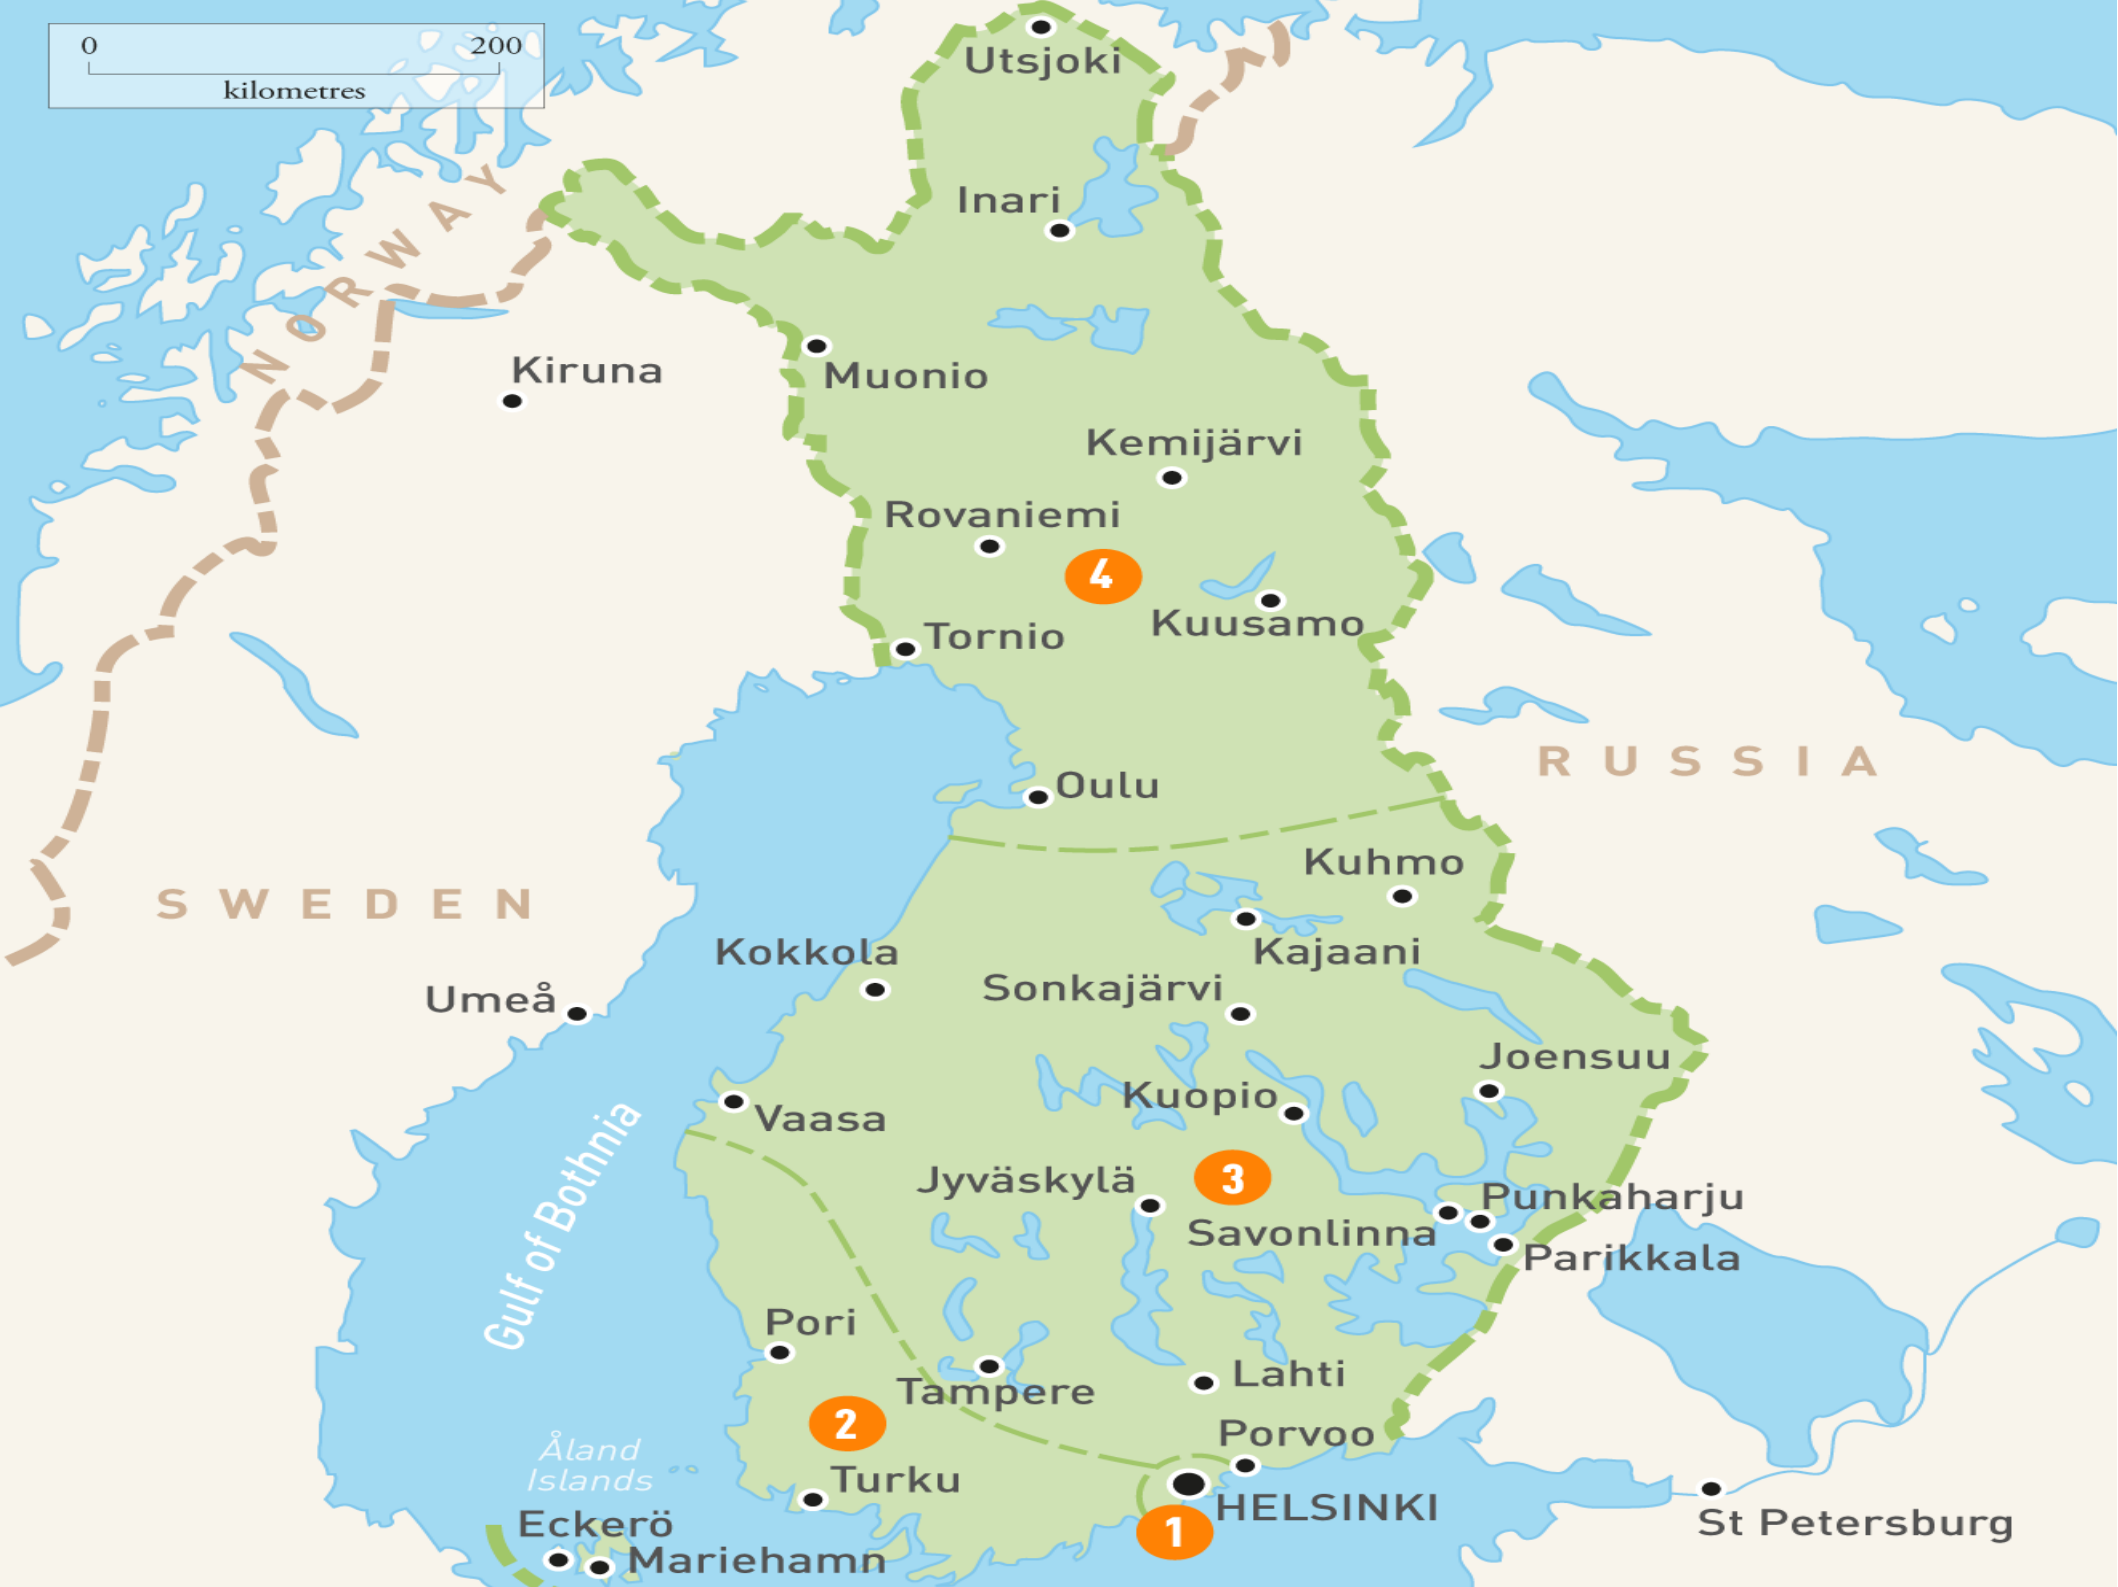 0 200
kilometres
Utsjoki
NORWAY
Inari
Kiruna
Muonio
Kemijärvi
Rovaniemi
4
Kuusamo
Tornio
RUSSIA
Oulu
Kuhmo
SWEDEN
Kokkola
Kajaani
Sonkajärvi
Umeå
Joensuu
Kuopio
Vaasa
Gulf of Bothnia
Jyväskylä
3
Punkaharju
Savonlinna
Parikkala
Pori
Tampere
Lahti
2
Porvoo
Åland
Islands
Turku
HELSINKI
1
St Petersburg
Eckerö
Mariehamn